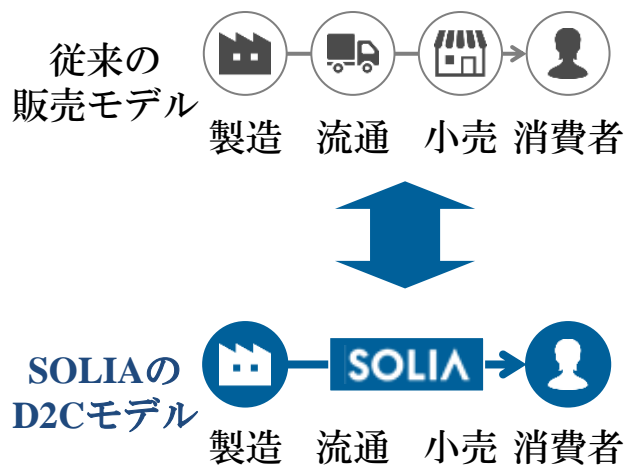 従来の
販売モデル
製造 流通 小売 消費者
SOLIA
SOLIAの
D2Cモデル
製造 流通 小売 消費者